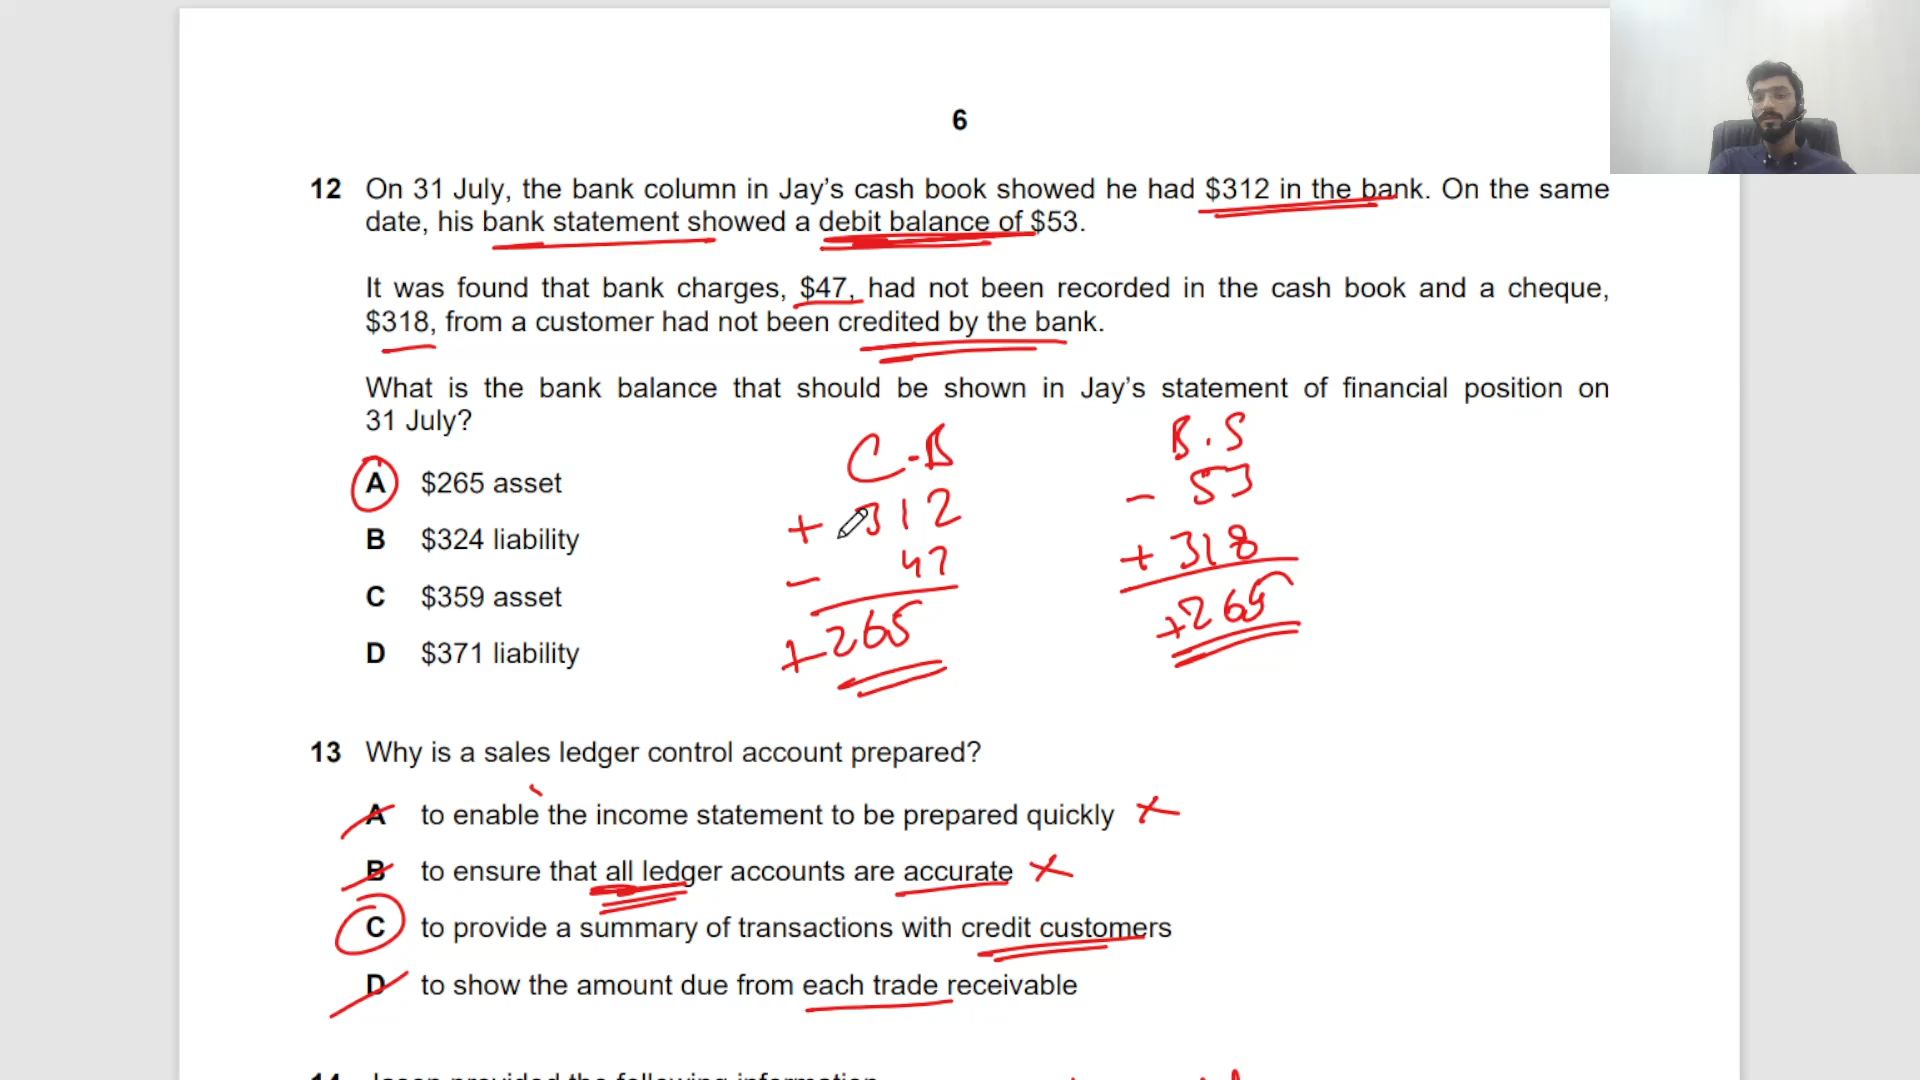 6
12 On 31 July, the bank column in Jay's cash book showed he had $312 in the bank. On the same
date, his bank statement showed a debit balance of $53.
It was found that bank charges, $47, had not been recorded in the cash book and a cheque,
$318, from a customer had not been credited by the bank.
What is the bank balance that should be shown in Jay's statement of financial position on
31 July?
A $265 asset
B $324 liability
C $359 asset
D $371 liability
C-B
+ 312
- 47
+265
B.S
- 53
+ 318
+265
13 Why is a sales ledger control account prepared?
A to enable the income statement to be prepared quickly ×
B to ensure that all ledger accounts are accurate ×
C to provide a summary of transactions with credit customers
D to show the amount due from each trade receivable
14 Jason provided the following information